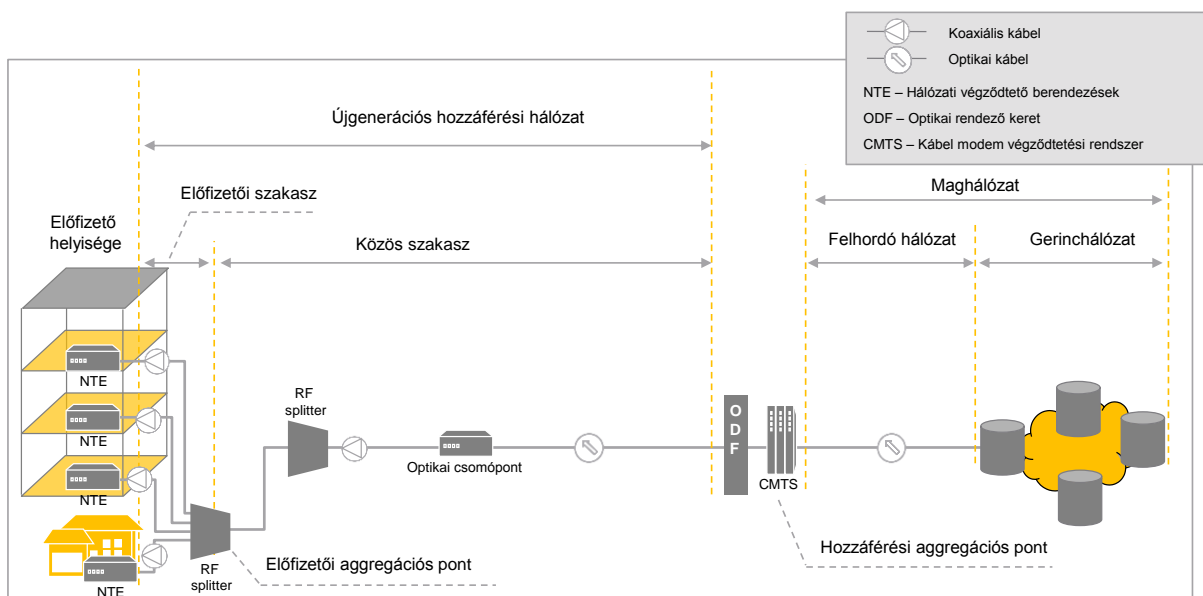 Koaxiális kábel
Optikai kábel
NTE – Hálózati végződtető berendezések
ODF – Optikai rendező keret
CMTS – Kábel modem végződtetési rendszer
Újgenerációs hozzáférési hálózat
Maghálózat
Előfizetői szakasz
Előfizető
helyisége
Közös szakasz
Felhordó hálózat
Gerinchálózat
NTE
NTE
NTE
NTE
RF
splitter
RF
splitter
Optikai csomópont
O
D
F
CMTS
Előfizetői aggregációs pont
Hozzáférési aggregációs pont